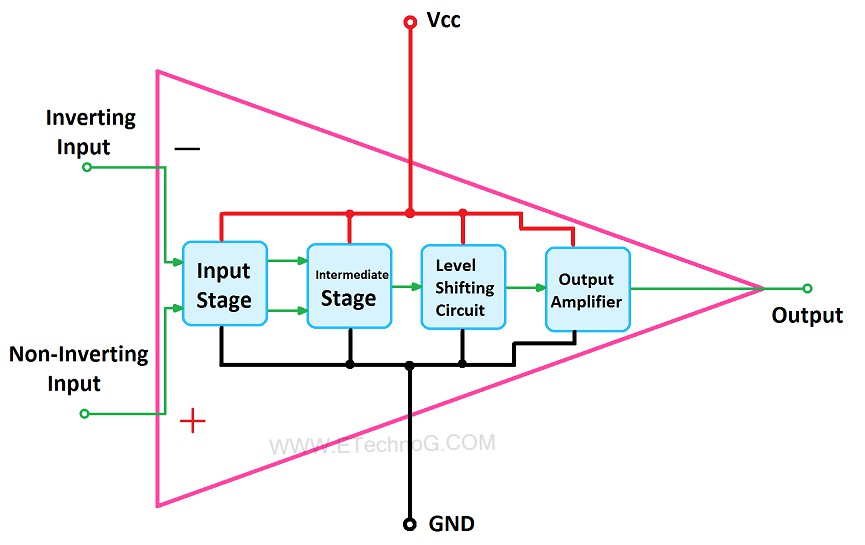 Vcc
Inverting
Input
—
Input
Stage
Intermediate
Stage
Level
Shifting
Circuit
Output
Amplifier
Output
Non-Inverting
Input
+
WWW.ETechnoG.COM
GND